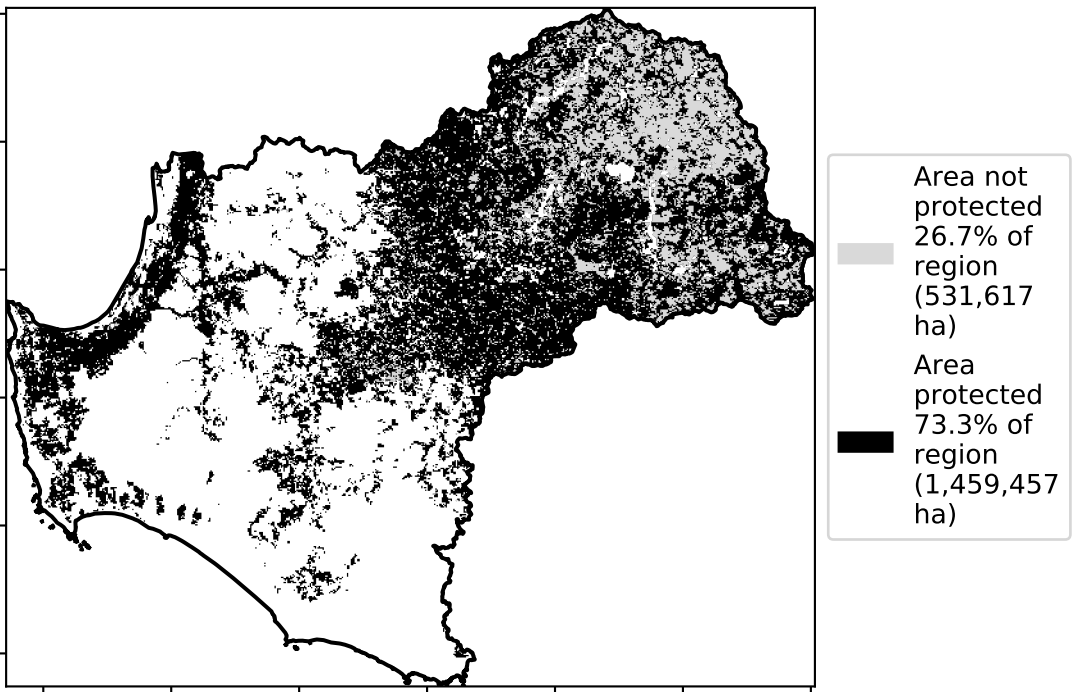 Area not
protected
26.7% of
region
(531,617
ha)
Area
protected
73.3% of
region
(1,459,457
ha)